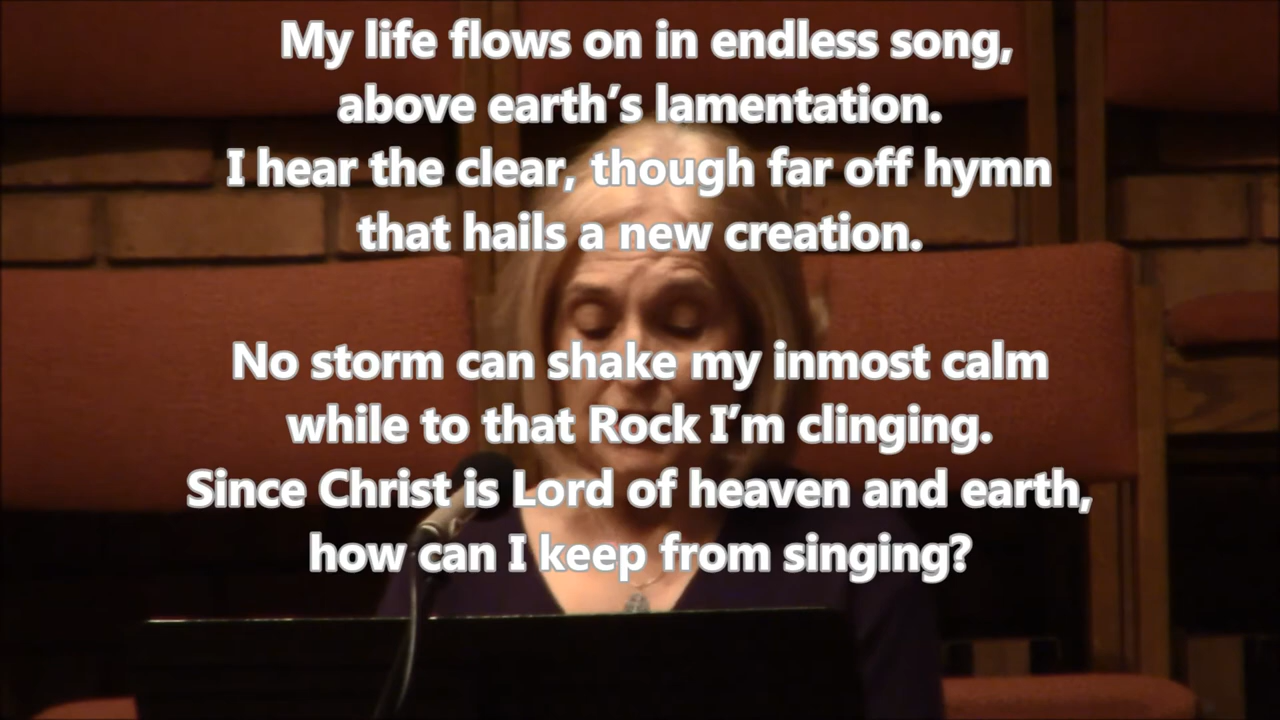 My life flows on in endless song,
above earth’s lamentation.
I hear the clear, though far off hymn
that hails a new creation.
No storm can shake my inmost calm
while to that Rock I’m clinging.
Since Christ is Lord of heaven and earth,
how can I keep from singing?